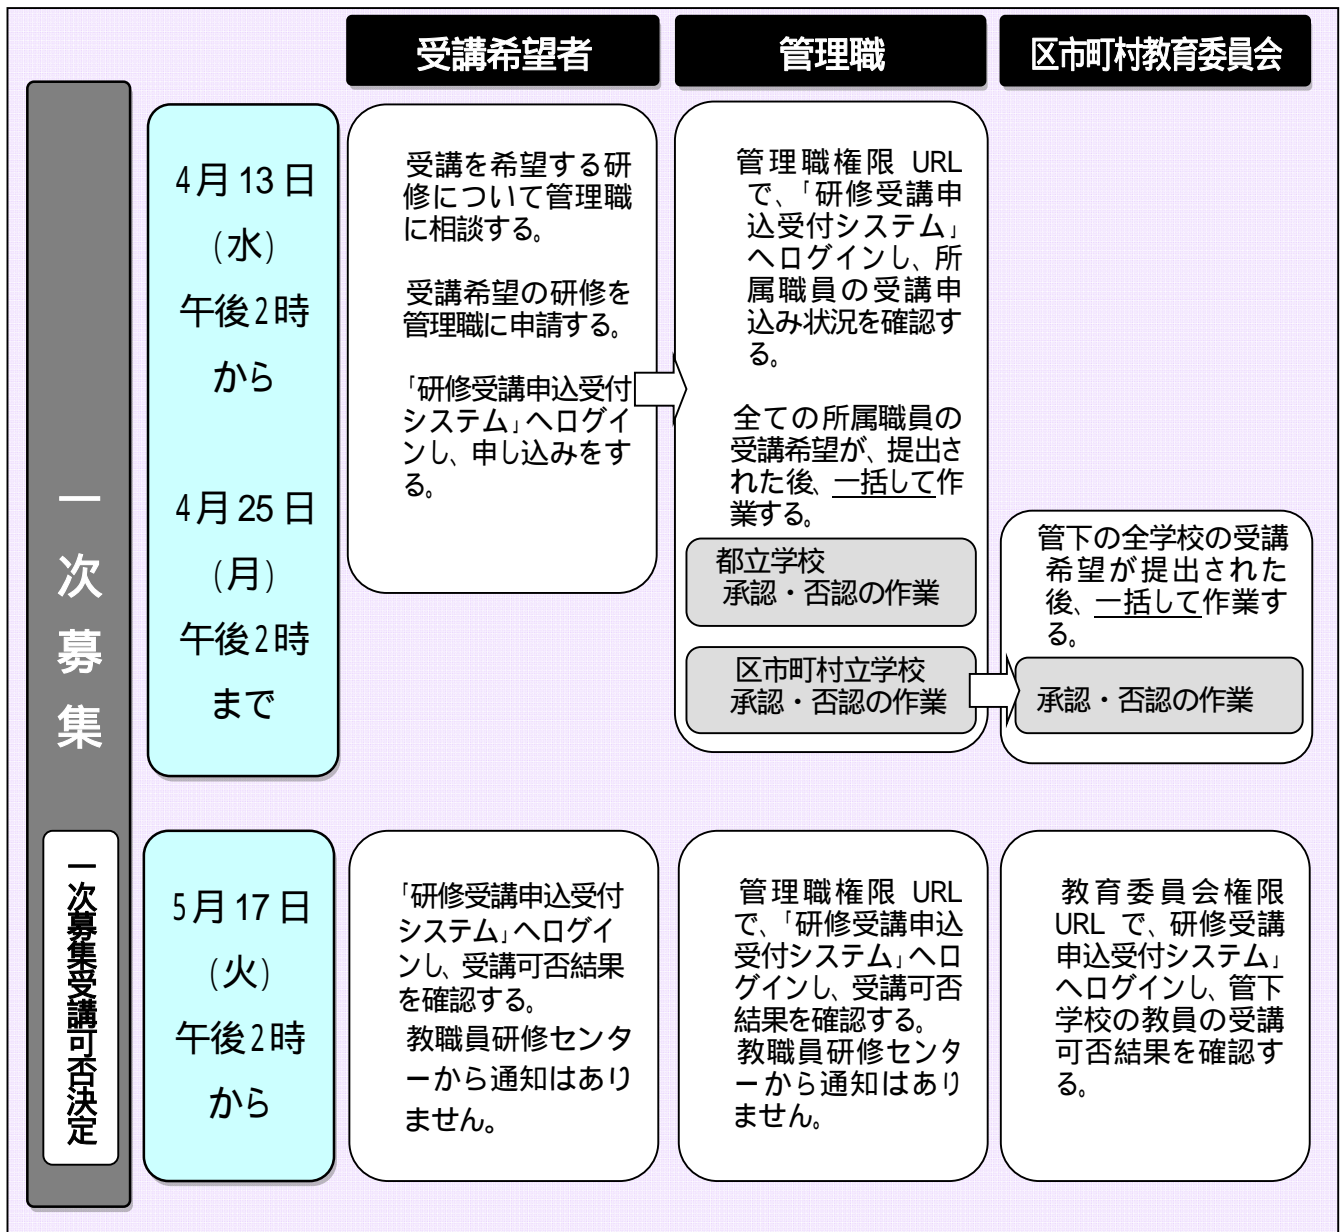 受講希望者
管理職
区市町村教育委員会
一次募集
4月13日
(水)
午後2時
から
4月25日
(月)
午後2時
まで
受講を希望する研
修について管理職
に相談する。
受講希望の研修を
管理職に申請する。
「研修受講申込受付
システム」へログイ
ンし、申し込みをす
る。
管理職権限 URL
で、「研修受講申
込受付システム」
へログインし、所
属職員の受講申
込み状況を確認す
る。
全ての所属職員の
受講希望が、提出さ
れた後、一括して作
業する。
都立学校
承認・否認の作業
区市町村立学校
承認・否認の作業
管下の全学校の受講
希望が提出された
後、一括して作業す
る。
承認・否認の作業
一次募集受講可否決定
5月17日
(火)
午後2時
から
「研修受講申込受付
システム」へログイ
ンし、受講可否結果
を確認する。
教職員研修センタ
ーから通知はあり
ません。
管理職権限 URL
で、「研修受講申込
受付システム」へロ
グインし、受講可否
結果を確認する。
教職員研修センタ
ーから通知はあり
ません。
教育委員会権限
URL で、研修受講
申込受付システム」
へログインし、管下
学校の教員の受講
可否結果を確認す
る。